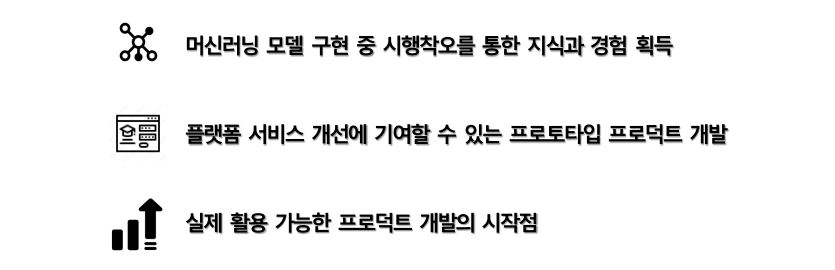 머신러닝 모델 구현 중 시행착오를 통한 지식과 경험 획득
플랫폼 서비스 개선에 기여할 수 있는 프로토타입 프로덕트 개발
실제 활용 가능한 프로덕트 개발의 시작점